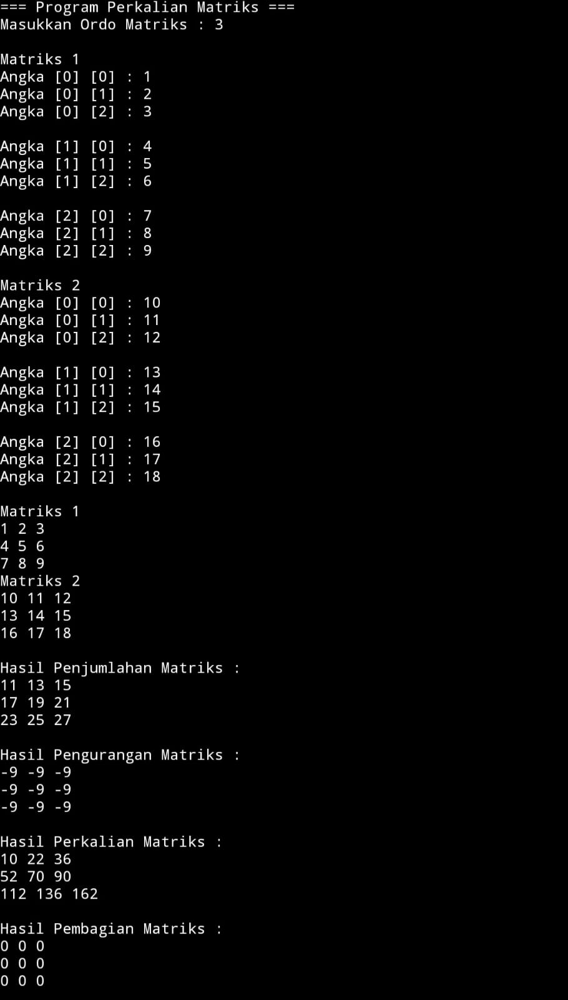 === Program Perkalian Matriks ===
Masukkan Ordo Matriks : 3
Matriks 1
Angka [0] [0] : 1
Angka [0] [1] : 2
Angka [0] [2] : 3
Angka [1] [0] : 4
Angka [1] [1] : 5
Angka [1] [2] : 6
Angka [2] [0] : 7
Angka [2] [1] : 8
Angka [2] [2] : 9
Matriks 2
Angka [0] [0] : 10
Angka [0] [1] : 11
Angka [0] [2] : 12
Angka [1] [0] : 13
Angka [1] [1] : 14
Angka [1] [2] : 15
Angka [2] [0] : 16
Angka [2] [1] : 17
Angka [2] [2] : 18
Matriks 1
1 2 3
4 5 6
7 8 9
Matriks 2
10 11 12
13 14 15
16 17 18
Hasil Penjumlahan Matriks :
11 13 15
17 19 21
23 25 27
Hasil Pengurangan Matriks :
-9 -9 -9
-9 -9 -9
-9 -9 -9
Hasil Perkalian Matriks :
10 22 36
52 70 90
112 136 162
Hasil Pembagian Matriks :
0 0 0
0 0 0
0 0 0